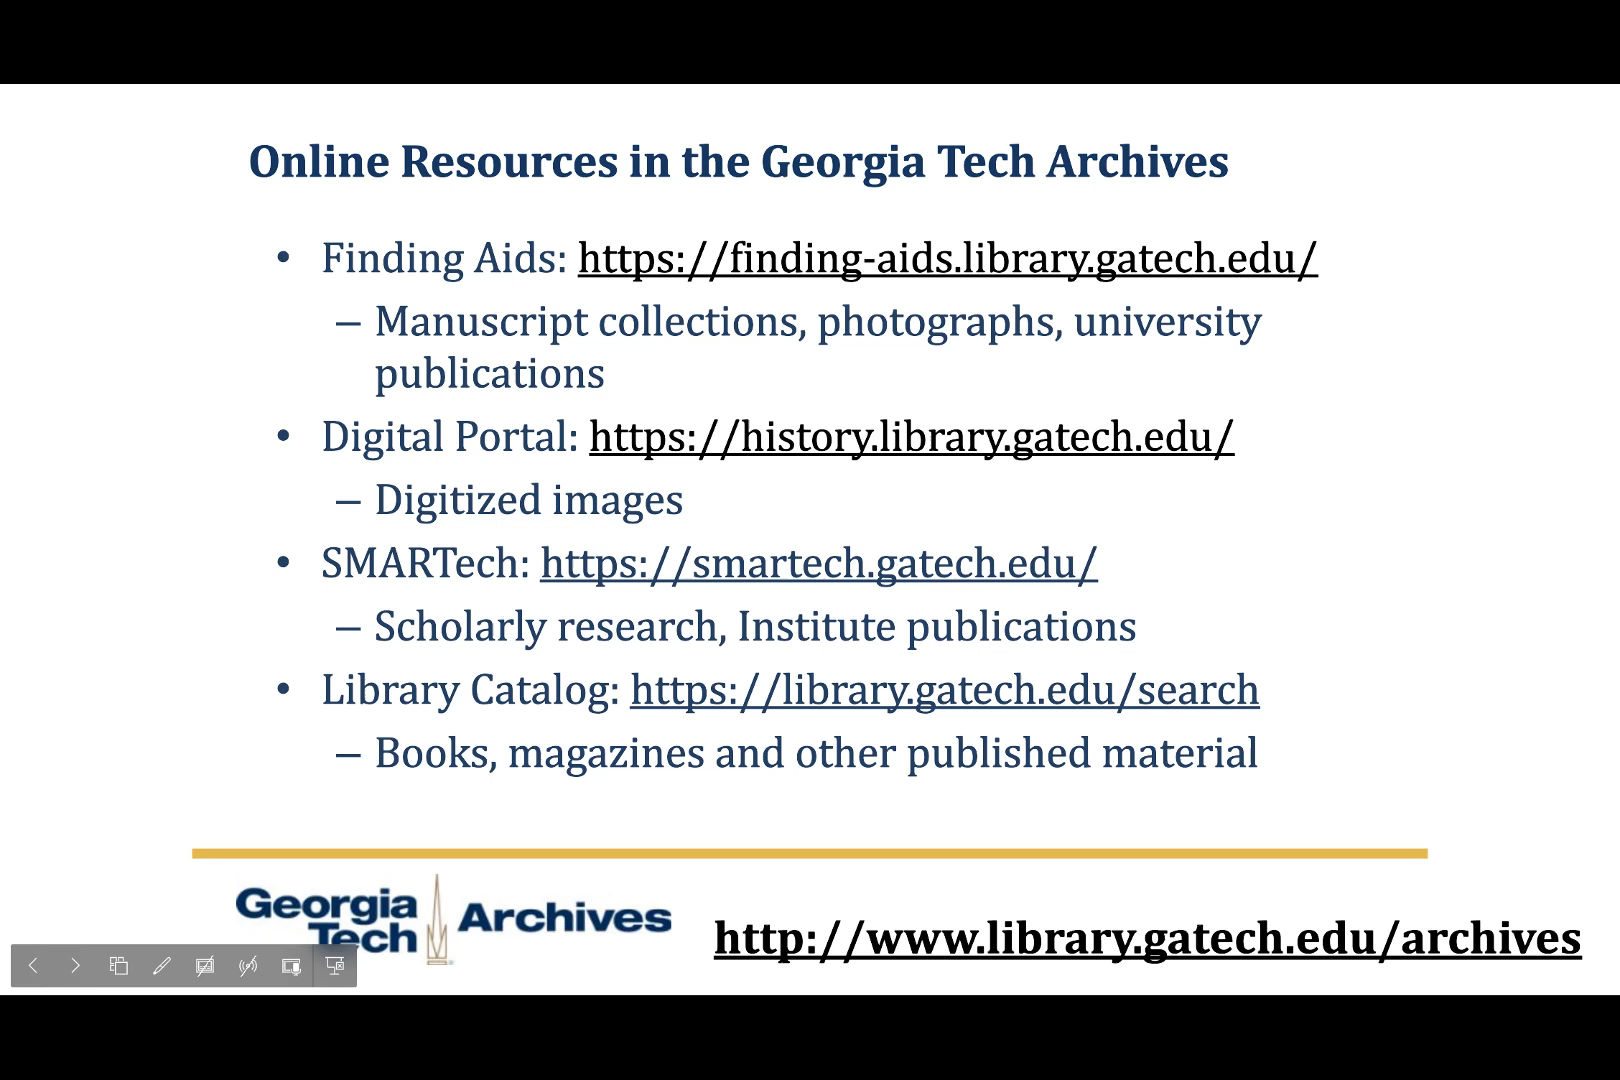 Online Resources in the Georgia Tech Archives
• Finding Aids: https://finding-aids.library.gatech.edu/
– Manuscript collections, photographs, university
publications
• Digital Portal: https://history.library.gatech.edu/
– Digitized images
• SMARTech: https://smartech.gatech.edu/
– Scholarly research, Institute publications
• Library Catalog: https://library.gatech.edu/search
– Books, magazines and other published material
Georgia
Tech
Archives
http://www.library.gatech.edu/archives